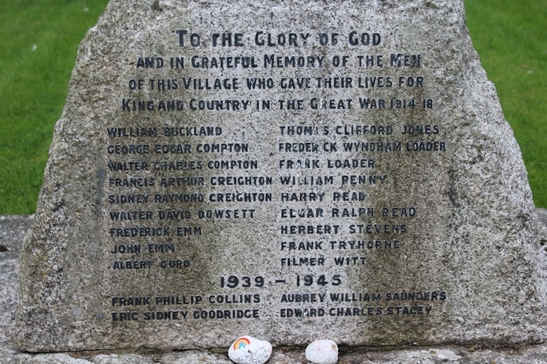 TO THE GLORY OF GOD
AND IN GRATEFUL MEMORY OF THE MEN
OF THIS VILLAGE WHO GAVE THEIR LIVES FOR
KING AND COUNTRY IN THE GREAT WAR 1914-18
WILLIAM BUCKLAND THOMAS CLIFFORD JONES
GEORGE EDGAR COMPTON FREDERICK WYNDHAM LOADER
WALTER CHARLES COMPTON FRANK LOADER
FRANCIS ARTHUR CREIGHTON WILLIAM PENNY
SIDNEY RAYMOND CREIGHTON HARRY READ
WALTER DAVID DOWSETT EDGAR RALPH READ
FREDERICK EMM HERBERT STEVENS
JOHN EMM FRANK TRYHORNE
ALBERT GURD FILMER WITT
1939 - 1945
FRANK PHILLIP COLLINS AUBREY WILLIAM SAUNDERS
ERIC SIDNEY GOODRIDGE EDWARD CHARLES STACEY